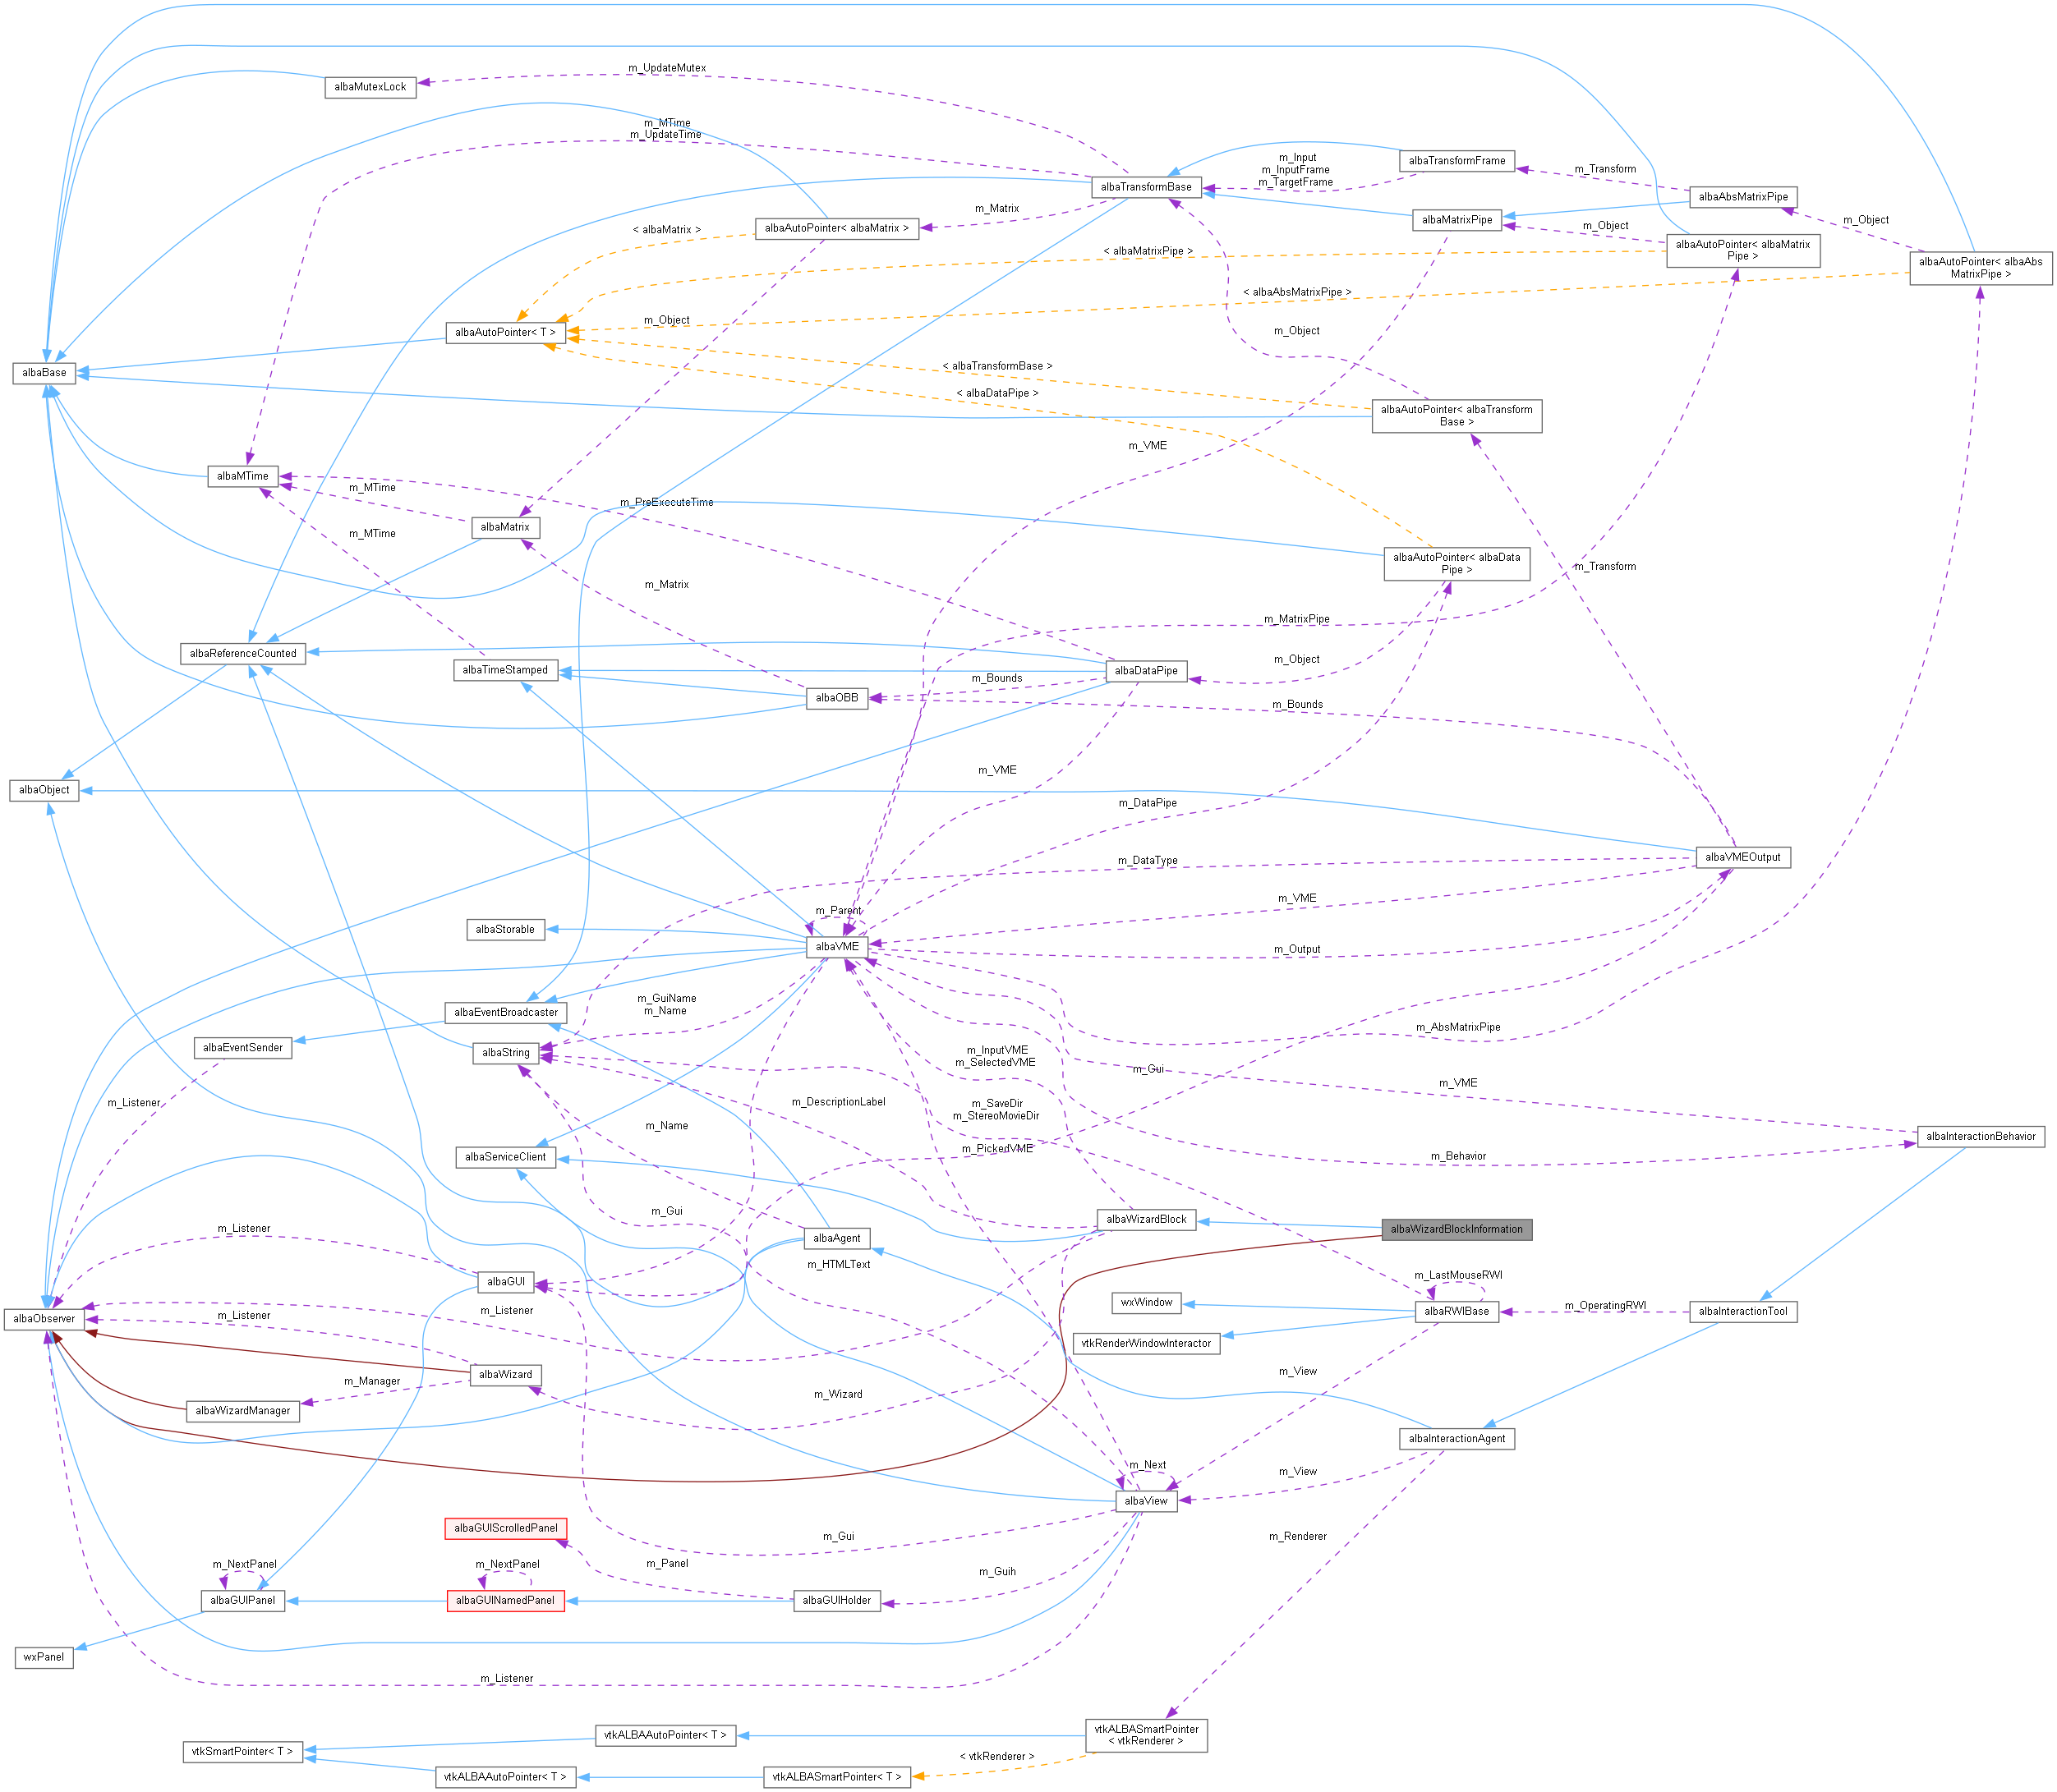 m_UpdateMutex
albaMutexLock
m_MTime
m_UpdateTime
albaTransformFrame
m_Input
m_InputFrame
m_TargetFrame
m_Transform
albaTransformBase
albaAbsMatrixPipe
m_Matrix
albaMatrixPipe
m_Object
albaAutoPointer< albaMatrix >
m_Object
< albaMatrix >
albaAutoPointer< albaMatrix
Pipe >
< albaMatrixPipe >
albaAutoPointer< albaAbs
MatrixPipe >
< albaAbsMatrixPipe >
m_Object
albaAutoPointer< T >
m_Object
albaBase
< albaTransformBase >
< albaDataPipe >
albaAutoPointer< albaTransform
Base >
m_VME
albaMTime
m_MTime
m_PreExecuteTime
albaMatrix
m_MTime
albaAutoPointer< albaData
Pipe >
m_Transform
m_Matrix
m_MatrixPipe
albaReferenceCounted
m_Object
albaTimeStamped
albaDataPipe
m_Bounds
albaOBB
m_Bounds
m_VME
albaObject
m_DataPipe
m_DataType
albaVMEOutput
m_VME
m_Parent
albaStorable
albaVME
m_Output
m_GuiName
m_Name
albaEventBroadcaster
m_AbsMatrixPipe
albaEventSender
albaString
m_InputVME
m_SelectedVME
m_Gui
m_VME
m_Listener
m_DescriptionLabel
m_SaveDir
m_StereoMovieDir
m_Name
albaInteractionBehavior
m_PickedVME
albaServiceClient
m_Behavior
m_Gui
albaWizardBlock
albaWizardBlockInformation
m_Listener
albaAgent
m_HTMLText
m_LastMouseRWI
albaGUI
wxWindow
m_OperatingRWI
albaInteractionTool
albaRWIBase
m_Listener
m_Listener
albaObserver
vtkRenderWindowInteractor
albaWizard
m_View
m_Manager
m_Wizard
albaWizardManager
albaInteractionAgent
m_Next
m_View
albaView
albaGUIScrolledPanel
m_Gui
m_Renderer
m_NextPanel
m_NextPanel
m_Panel
m_Guih
albaGUIPanel
albaGUINamedPanel
albaGUIHolder
wxPanel
m_Listener
vtkALBAAutoPointer< T >
vtkALBASmartPointer
< vtkRenderer >
vtkSmartPointer< T >
< vtkRenderer >
vtkALBAAutoPointer< T >
vtkALBASmartPointer< T >